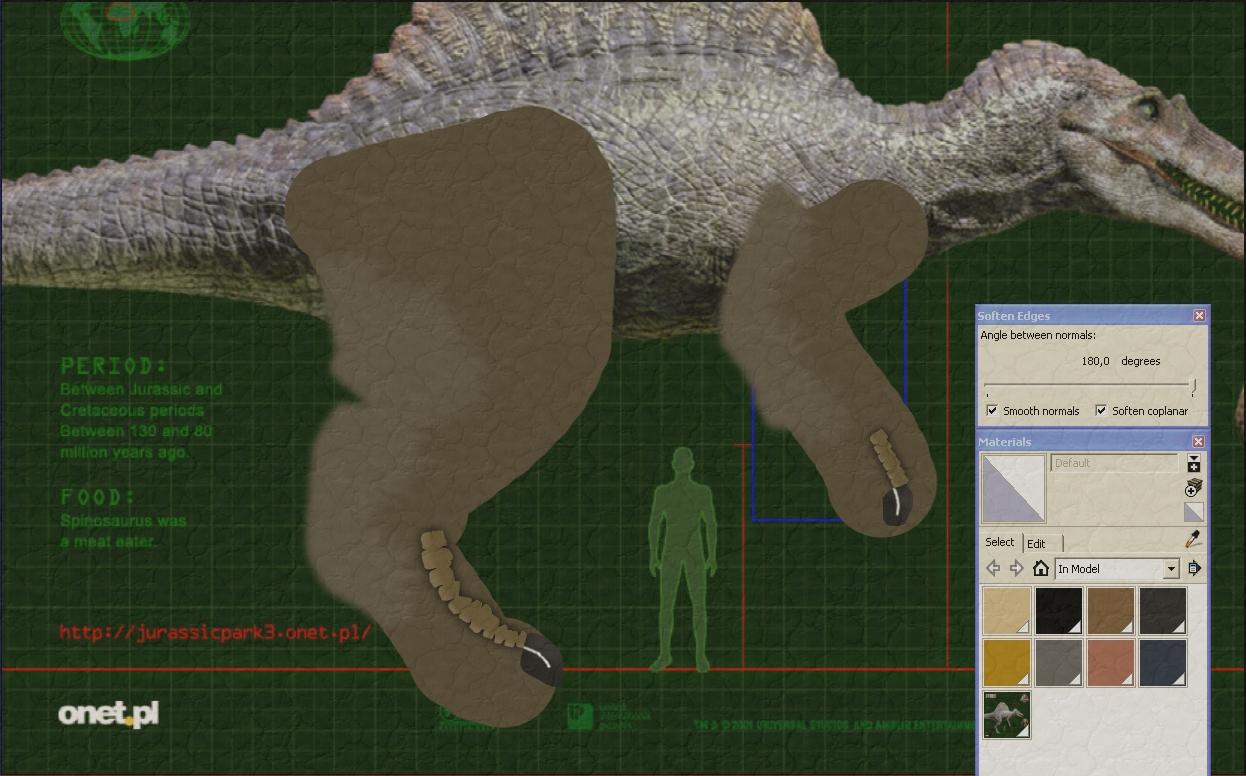 PERIOD:
Between Jurassic and
Cretaceous periods
Between 130 and 80
million years ago.
FOOD:
Spinosaurus was
a meat eater.
http://jurassicpark3.onet.pl/
onet.pl
TM & © 2001 UNIVERSAL STUDIOS AND AMBLIN ENTERTAINM
Soften Edges
Angle between normals:
180,0 degrees
Smooth normals
Soften coplanar
Materials
Default
Select
Edit
In Model